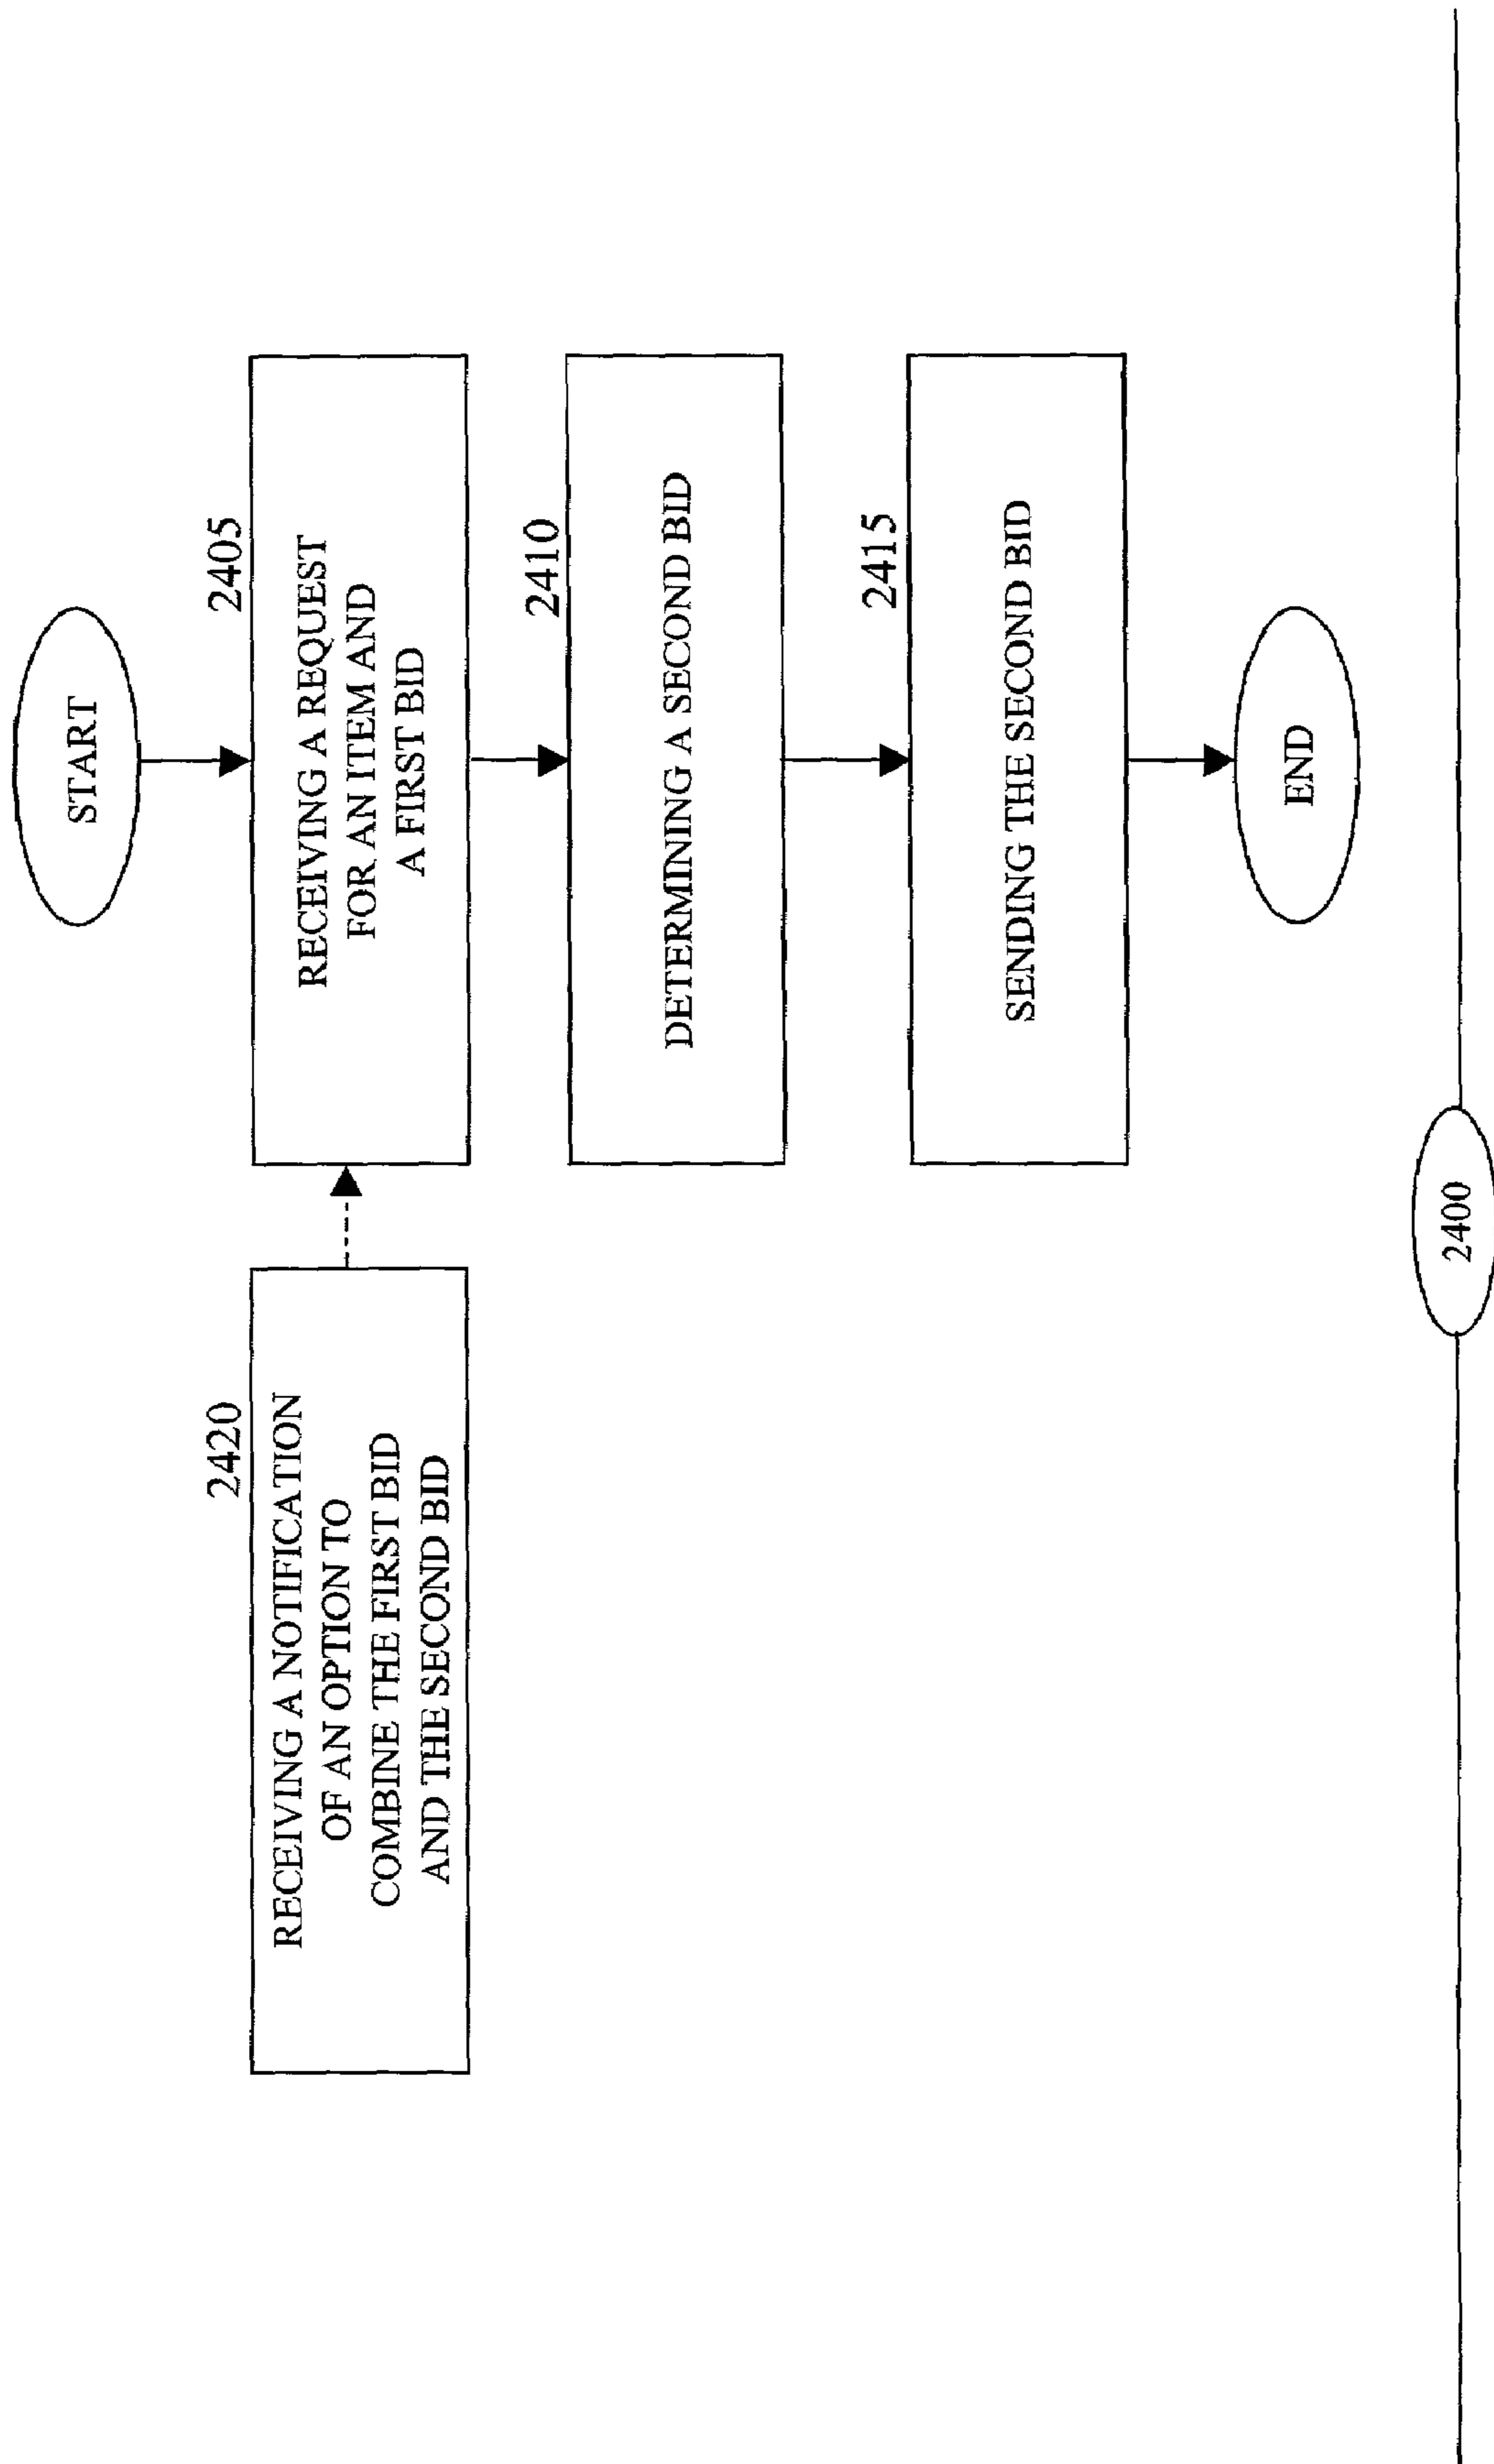 START
2405
RECEIVING A REQUEST
FOR AN ITEM AND
A FIRST BID
2420
RECEIVING A NOTIFICATION
OF AN OPTION TO
COMBINE THE FIRST BID
AND THE SECOND BID
2410
DETERMINING A SECOND BID
2415
SENDING THE SECOND BID
END
2400